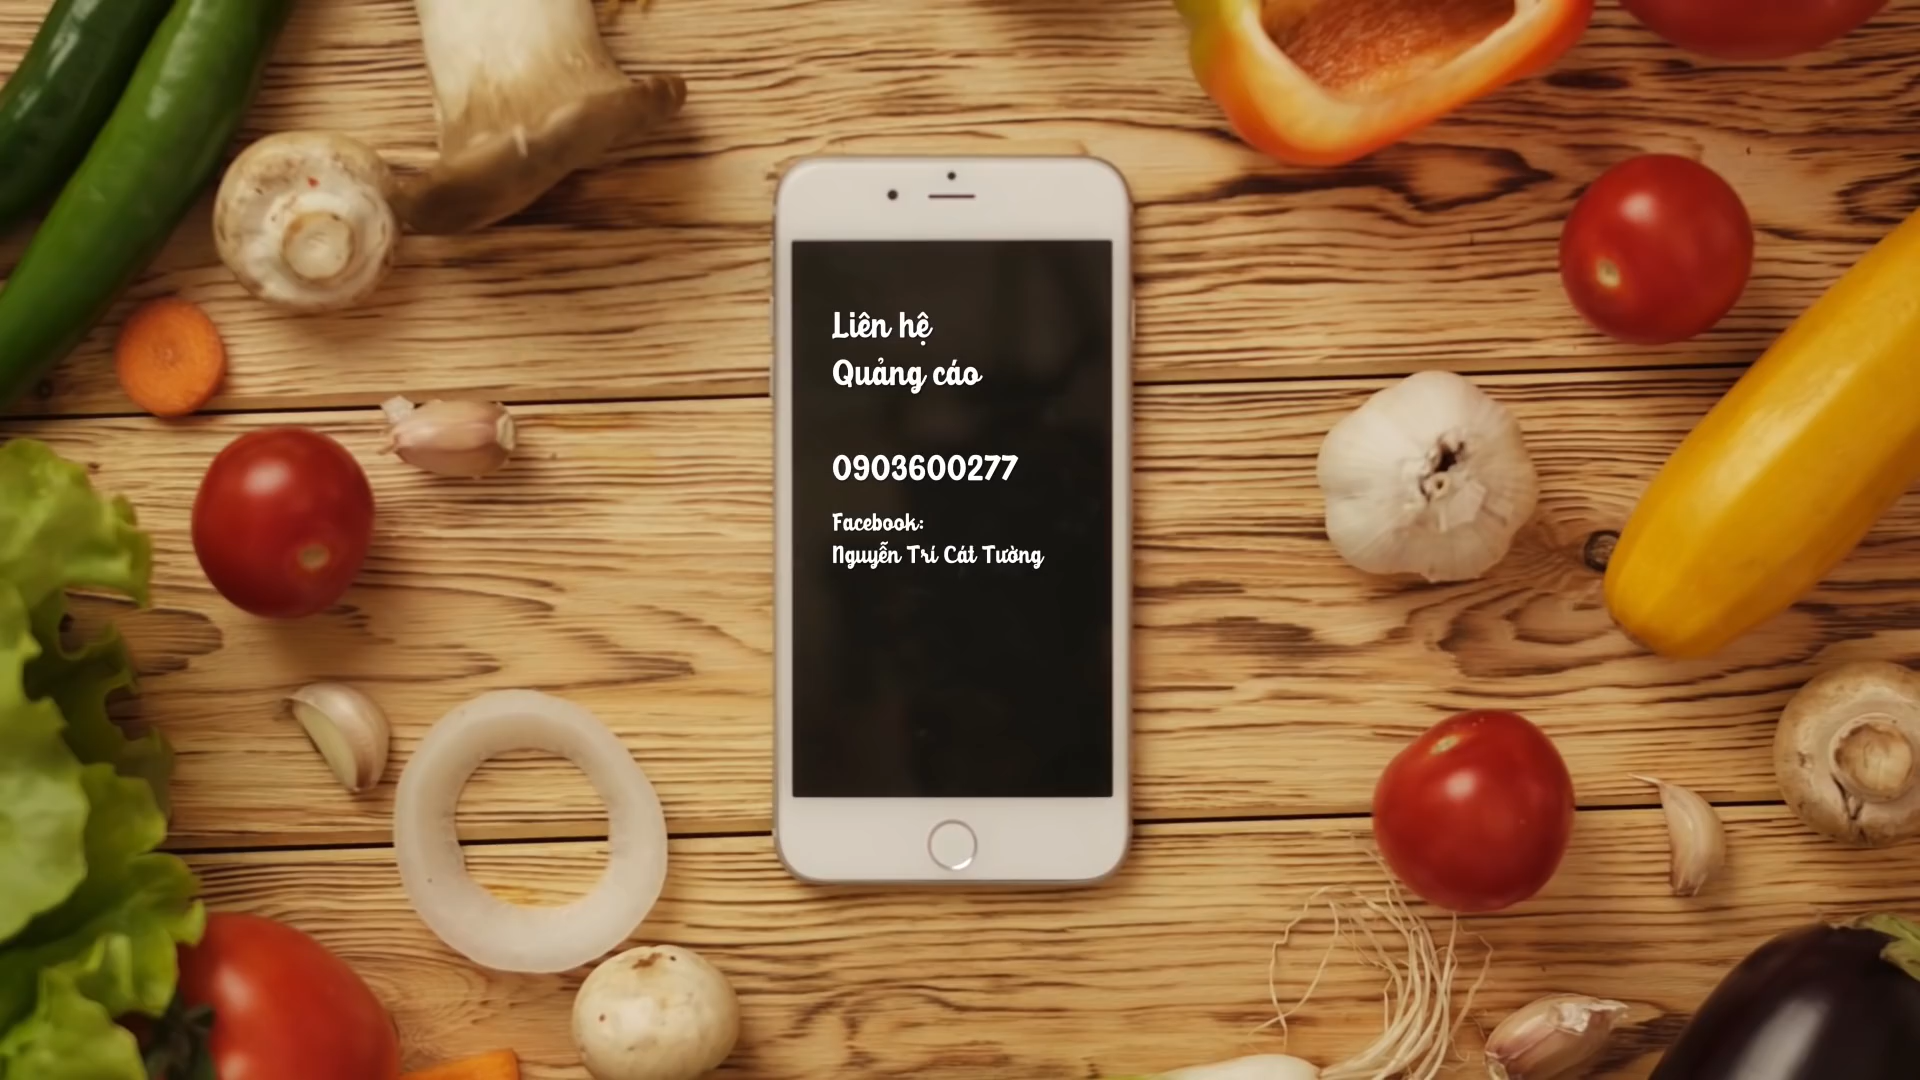 Liên hệ
Quảng cáo
0903600277
Facebook:
Nguyễn Trí Cát Tường